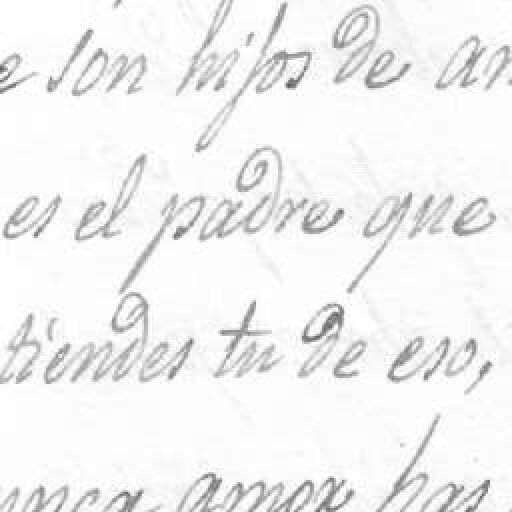 e son hijos de am
es el padre que
tiendes tu de eso,
unca amor has